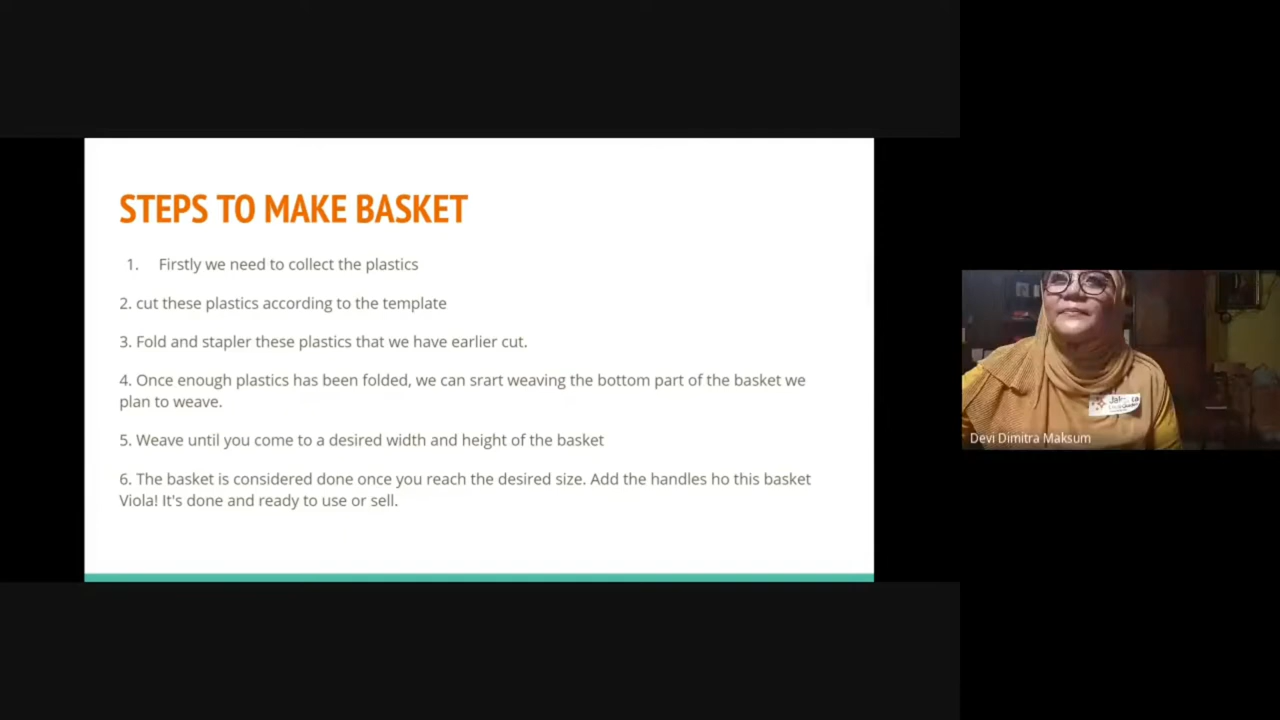 STEPS TO MAKE BASKET
1. Firstly we need to collect the plastics
2. cut these plastics according to the template
3. Fold and stapler these plastics that we have earlier cut.
4. Once enough plastics has been folded, we can srart weaving the bottom part of the basket we
plan to weave.
5. Weave until you come to a desired width and height of the basket
6. The basket is considered done once you reach the desired size. Add the handles ho this basket
Viola! It's done and ready to use or sell.
Devi Dimitra Maksum